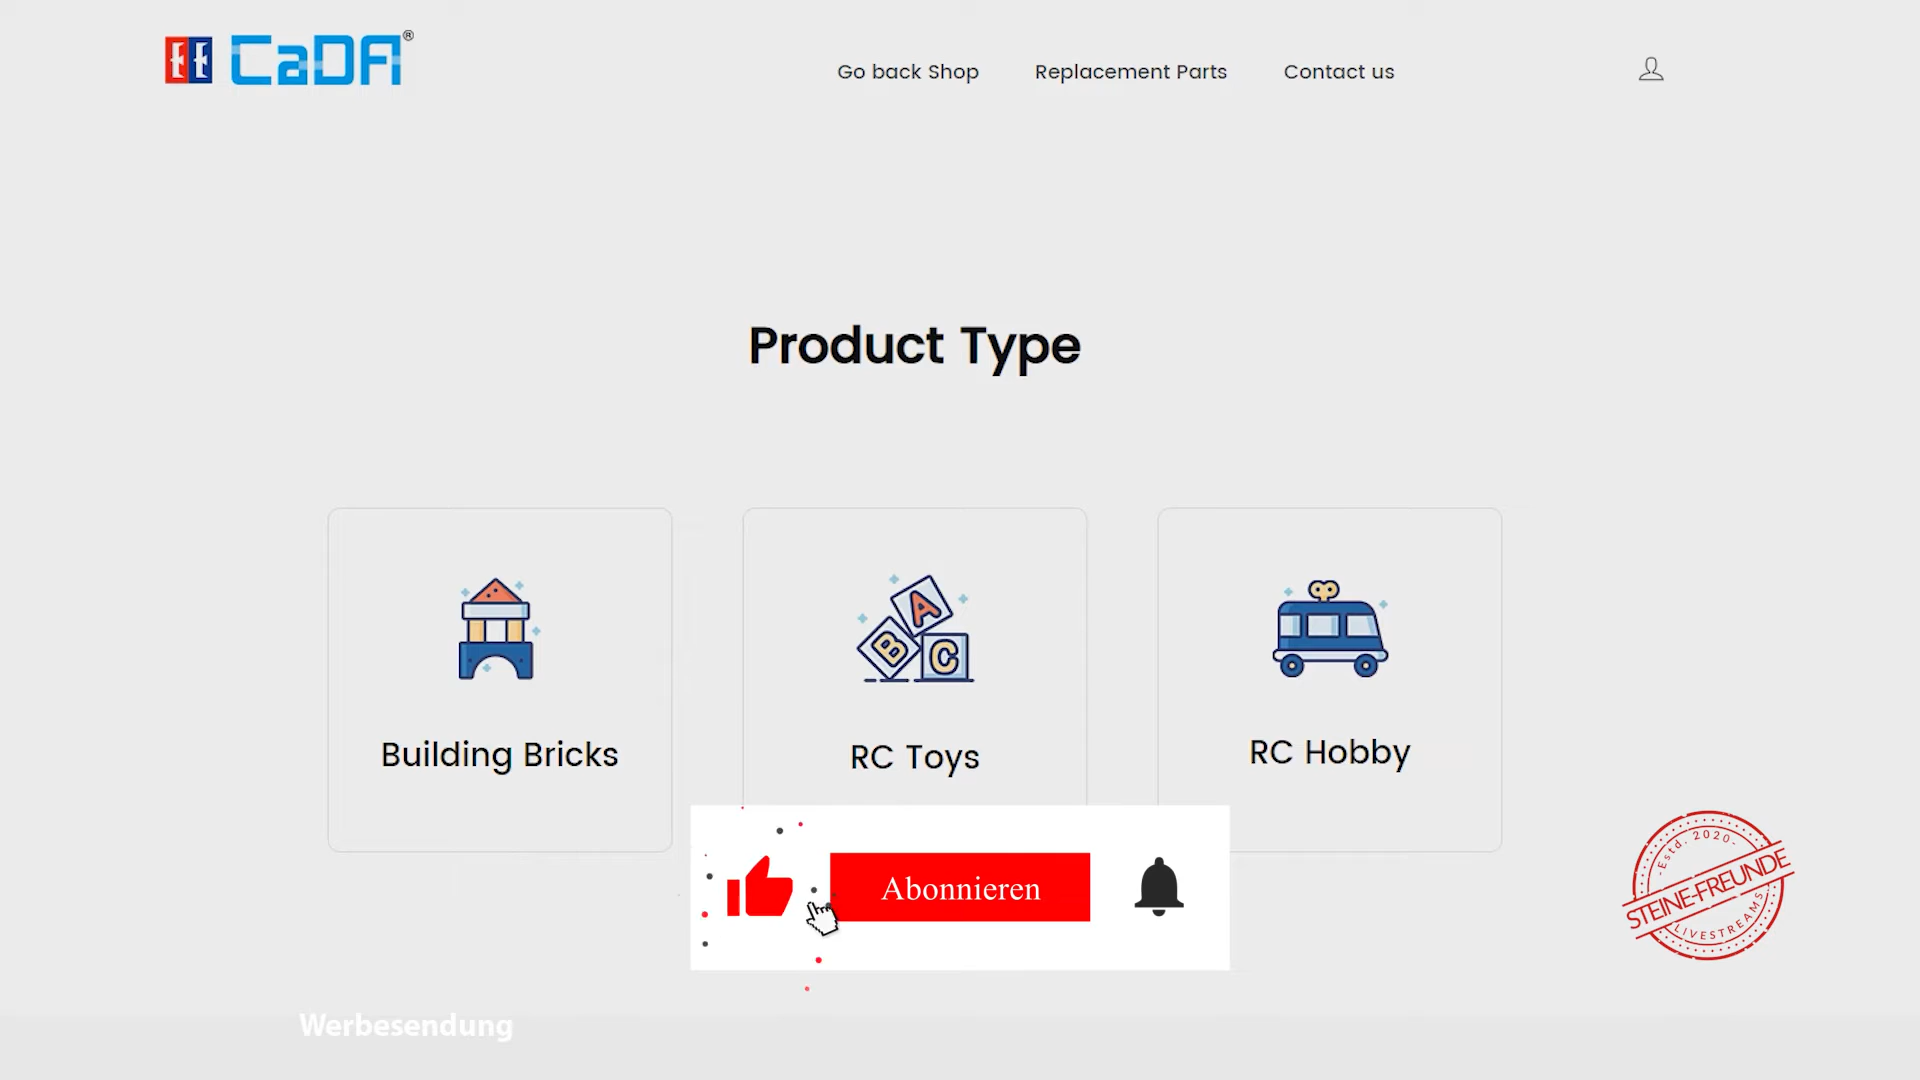 CaDA®
Go back Shop
Replacement Parts
Contact us
Product Type
A
B
C
Building Bricks
RC Toys
RC Hobby
Abonnieren
-Estd. 2020-
STEINE-FREUNDE
LIVESTREAMS
Werbesendung